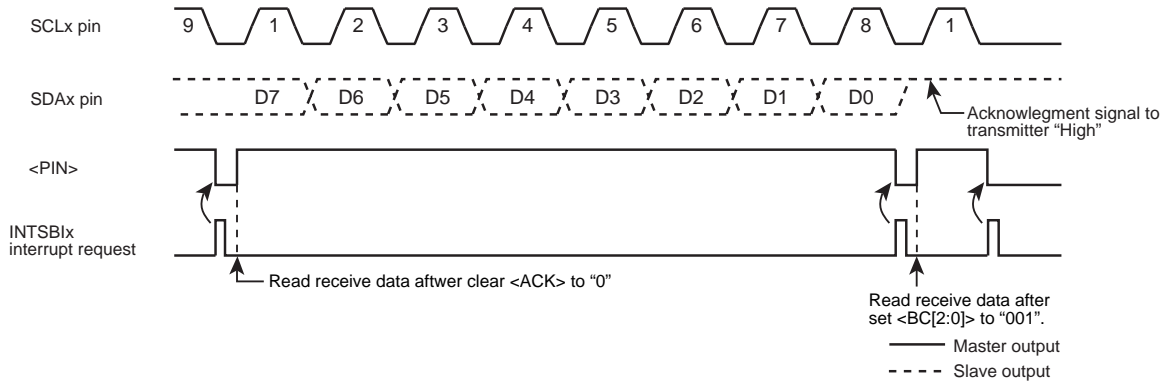 SCLx pin
9 1 2 3 4 5 6 7 8 1
SDAx pin
D7 D6 D5 D4 D3 D2 D1 D0
Acknowlegment signal to
transmitter “High”
<PIN>
INTSBIx
interrupt request
Read receive data aftwer clear <ACK> to “0”
Read receive data after
set <BC[2:0]> to “001”.
Master output
Slave output